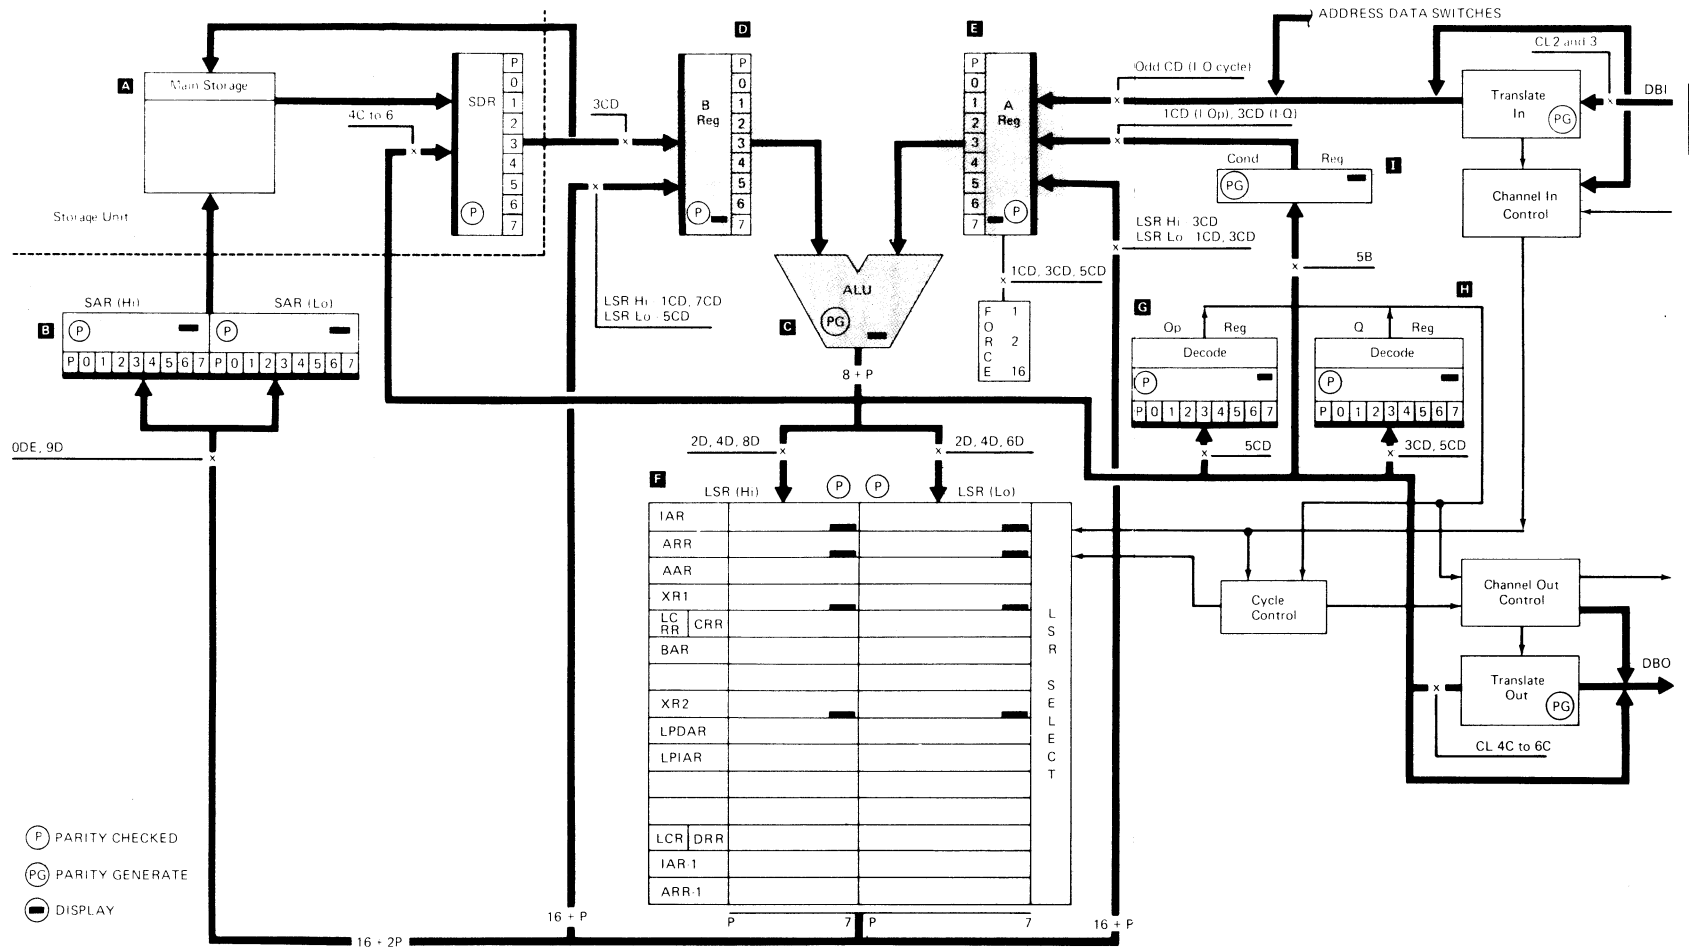 ADDRESS DATA SWITCHES
D
E
CL2 and 3
Odd CD (I O cycle)
A
Main Storage
4C to 6
SDR
P
0
1
2
3
4
5
6
7
P
3CD
B
Reg
P
P
0
1
2
3
4
5
6
7
P
0
1
2
3
4
5
6
7
A
Reg
P
Translate
In
PG
DBI
1CD (I Op), 3CD (I Q)
Cond Reg
PG
I
Channel In
Control
Storage Unit
LSR Hi 3CD
LSR Lo 1CD, 3CD
5B
1CD, 3CD, 5CD
FORCE
1
2
16
ALU
PG
C
LSR Hi 1CD, 7CD
LSR Lo 5CD
SAR (Hi) SAR (Lo)
B
P P
P 0 1 2 3 4 5 6 7 P 0 1 2 3 4 5 6 7
8 + P
G
H
Op Reg
Decode
P
P 0 1 2 3 4 5 6 7
Q Reg
Decode
P
P 0 1 2 3 4 5 6 7
0DE, 9D
2D, 4D, 8D
2D, 4D, 6D
5CD
3CD, 5CD
F
LSR (Hi) P P LSR (Lo)
IAR
ARR
AAR
XR1
LC RR CRR
BAR
XR2
LPDAR
LPIAR
LCR DRR
IAR-1
ARR-1
LSR SELECT
Cycle
Control
Channel Out
Control
Translate
Out
PG
DBO
CL 4C to 6C
P PARITY CHECKED
PG PARITY GENERATE
DISPLAY
P 7 P 7
16 + P
16 + P
16 + 2P